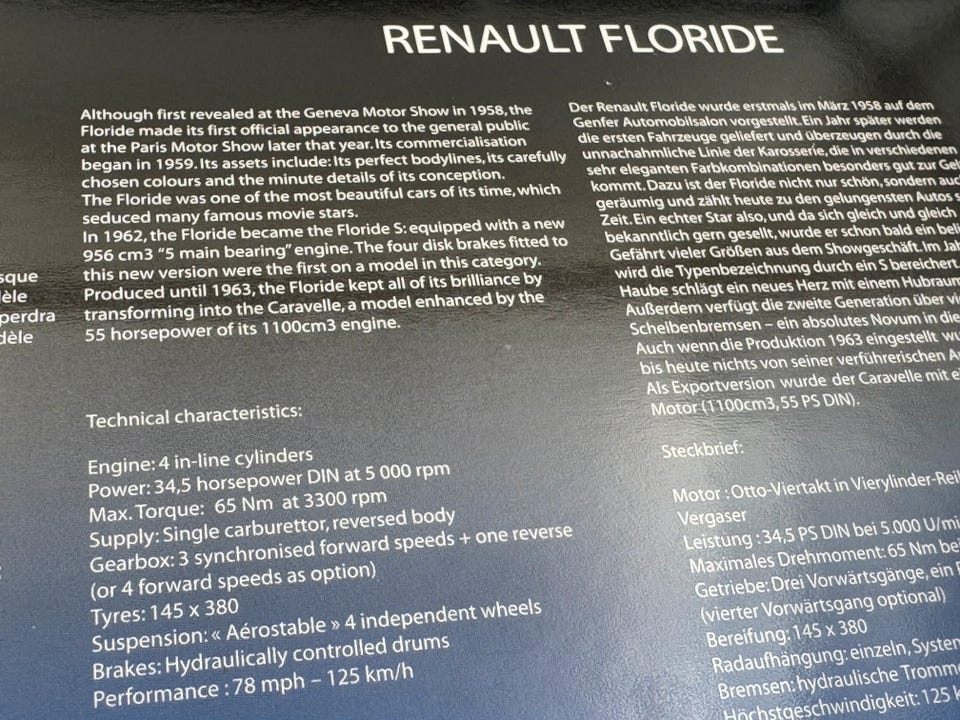 RENAULT FLORIDE
sque
dèle
perdra
dèle
Although first revealed at the Geneva Motor Show in 1958, the
Floride made its first official appearance to the general public
at the Paris Motor Show later that year. Its commercialisation
began in 1959. Its assets include: Its perfect bodylines, its carefully
chosen colours and the minute details of its conception.
The Floride was one of the most beautiful cars of its time, which
seduced many famous movie stars.
In 1962, the Floride became the Floride S: equipped with a new
956 cm3 “5 main bearing” engine. The four disk brakes fitted to
this new version were the first on a model in this category.
Produced until 1963, the Floride kept all of its brilliance by
transforming into the Caravelle, a model enhanced by the
55 horsepower of its 1100cm3 engine.
Technical characteristics:
Engine: 4 in-line cylinders
Power: 34,5 horsepower DIN at 5 000 rpm
Max. Torque: 65 Nm at 3300 rpm
Supply: Single carburettor, reversed body
Gearbox: 3 synchronised forward speeds + one reverse
(or 4 forward speeds as option)
Tyres: 145 x 380
Suspension: « Aérostable » 4 independent wheels
Brakes: Hydraulically controlled drums
Performance : 78 mph – 125 km/h
Der Renault Floride wurde erstmals im März 1958 auf dem
Genfer Automobilsalon vorgestellt. Ein Jahr später werden
die ersten Fahrzeuge geliefert und überzeugen durch die
unnachahmliche Linie der Karosserie, die in verschiedenen
sehr eleganten Farbkombinationen besonders gut zur Gel
kommt. Dazu ist der Floride nicht nur schön, sondern auc
geräumig und zählt heute zu den gelungensten Autos s
Zeit. Ein echter Star also, und da sich gleich und gleich
bekanntlich gern gesellt, wurde er schon bald ein beli
Gefährt vieler Größen aus dem Showgeschäft. Im Jah
wird die Typenbezeichnung durch ein S bereichert.
Haube schlägt ein neues Herz mit einem Hubraum
Außerdem verfügt die zweite Generation über vi
Scheibenbremsen – ein absolutes Novum in die
Auch wenn die Produktion 1963 eingestellt wu
bis heute nichts von seiner verführerischen A
Als Exportversion wurde der Caravelle mit e
Motor (1100cm3, 55 PS DIN).
Steckbrief:
Motor : Otto-Viertakt in Vierylinder-Reih
Vergaser
Leistung : 34,5 PS DIN bei 5.000 U/mi
Maximales Drehmoment: 65 Nm bei
Getriebe: Drei Vorwärtsgänge, ein
(vierter Vorwärtsgang optional)
Bereifung: 145 x 380
Radaufhängung: einzeln, System
Bremsen: hydraulische Tromme
Höchstgeschwindigkeit: 125 k